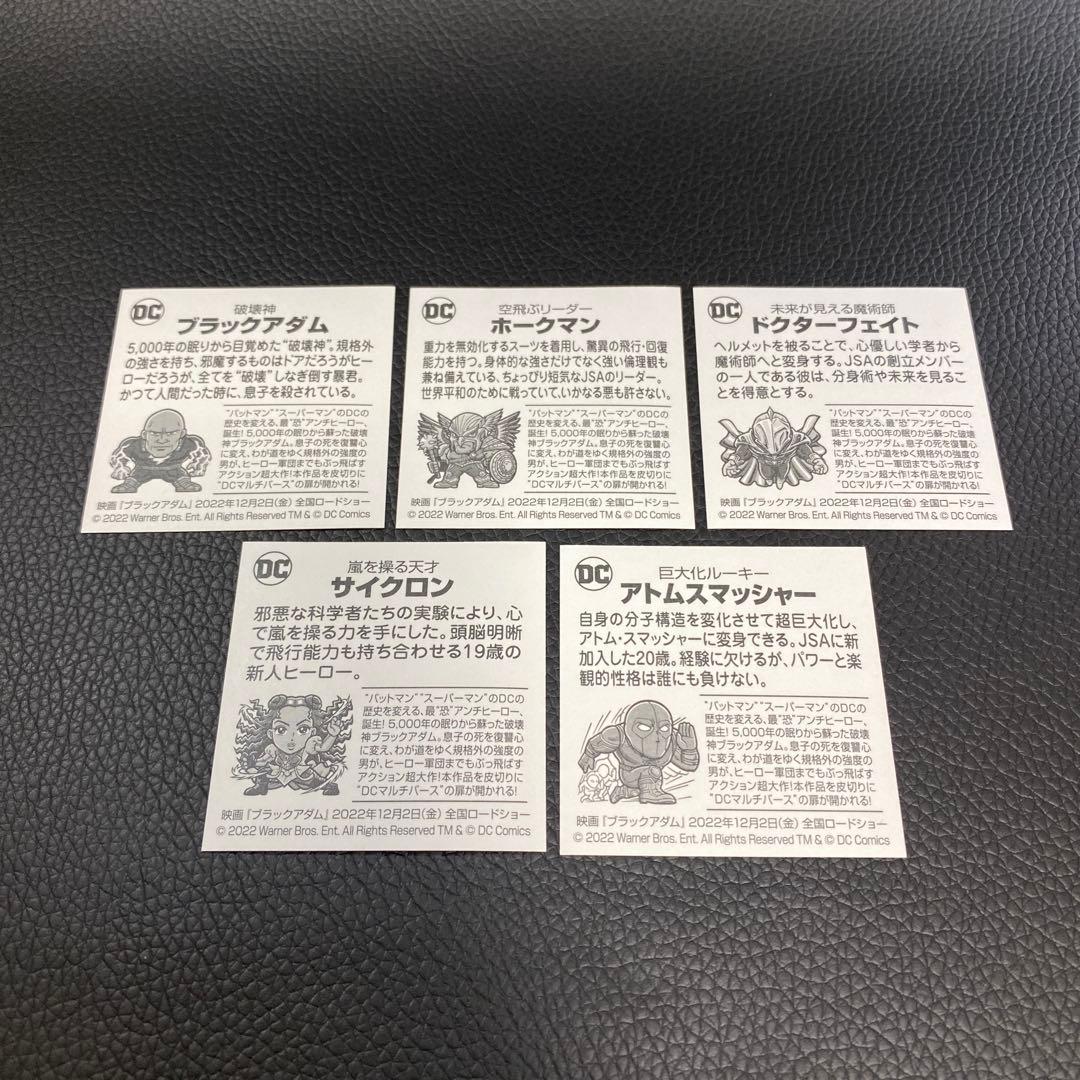 DC
破壊神
ブラックアダム
5,000年の眠りから目覚めた“破壊神”。規格外
の強さを持ち、邪魔するものはドアだろうがヒー
ローだろうが、全てを“破壊”しなぎ倒す暴君。
かつて人間だった時に、息子を殺されている。
“バットマン”“スーパーマン”のDCの
歴史を変える、最“恐”アンチヒーロー、
誕生!5,000年の眠りから蘇った破壊
神ブラックアダム。息子の死を復讐心
に変え、わが道をゆく規格外の強度の
男が、ヒーロー軍団までもぶっ飛ばす
アクション超大作!本作品を皮切りに
“DCマルチバース”の扉が開かれる!
映画『ブラックアダム』2022年12月2日(金)全国ロードショー
© 2022 Warner Bros. Ent. All Rights Reserved TM & © DC Comics
DC
空飛ぶリーダー
ホークマン
重力を無効化するスーツを着用し、驚異の飛行・回復
能力を持つ。身体的な強さだけでなく強い倫理観も
兼ね備えている、ちょっぴり短気なJSAのリーダー。
世界平和のために戦っていて、いかなる悪も許さない。
“バットマン”“スーパーマン”のDCの
歴史を変える、最“恐”アンチヒーロー、
誕生!5,000年の眠りから蘇った破壊
神ブラックアダム。息子の死を復讐心
に変え、わが道をゆく規格外の強度の
男が、ヒーロー軍団までもぶっ飛ばす
アクション超大作!本作品を皮切りに
“DCマルチバース”の扉が開かれる!
映画『ブラックアダム』2022年12月2日(金)全国ロードショー
© 2022 Warner Bros. Ent. All Rights Reserved TM & © DC Comics
DC
未来が見える魔術師
ドクターフェイト
ヘルメットを被ることで、心優しい学者から
魔術師へと変身する。JSAの創立メンバー
の一人である彼は、分身術や未来を見るこ
とを得意とする。
“バットマン”“スーパーマン”のDCの
歴史を変える、最“恐”アンチヒーロー、
誕生!5,000年の眠りから蘇った破壊
神ブラックアダム。息子の死を復讐心
に変え、わが道をゆく規格外の強度の
男が、ヒーロー軍団までもぶっ飛ばす
アクション超大作!本作品を皮切りに
“DCマルチバース”の扉が開かれる!
映画『ブラックアダム』2022年12月2日(金)全国ロードショー
© 2022 Warner Bros. Ent. All Rights Reserved TM & © DC Comics
DC
嵐を操る天才
サイクロン
邪悪な科学者たちの実験により、心
で嵐を操る力を手にした。頭脳明晰
で飛行能力も持ち合わせる19歳の
新人ヒーロー。
“バットマン”“スーパーマン”のDCの
歴史を変える、最“恐”アンチヒーロー、
誕生!5,000年の眠りから蘇った破壊
神ブラックアダム。息子の死を復讐心
に変え、わが道をゆく規格外の強度の
男が、ヒーロー軍団までもぶっ飛ばす
アクション超大作!本作品を皮切りに
“DCマルチバース”の扉が開かれる!
映画『ブラックアダム』2022年12月2日(金)全国ロードショー
© 2022 Warner Bros. Ent. All Rights Reserved TM & © DC Comics
DC
巨大化ルーキー
アトムスマッシャー
自身の分子構造を変化させて超巨大化し、
アトム・スマッシャーに変身できる。JSAに新
加入した20歳。経験に欠けるが、パワーと楽
観的性格は誰にも負けない。
“バットマン”“スーパーマン”のDCの
歴史を変える、最“恐”アンチヒーロー、
誕生!5,000年の眠りから蘇った破壊
神ブラックアダム。息子の死を復讐心
に変え、わが道をゆく規格外の強度の
男が、ヒーロー軍団までもぶっ飛ばす
アクション超大作!本作品を皮切りに
“DCマルチバース”の扉が開かれる!
映画『ブラックアダム』2022年12月2日(金)全国ロードショー
© 2022 Warner Bros. Ent. All Rights Reserved TM & © DC Comics